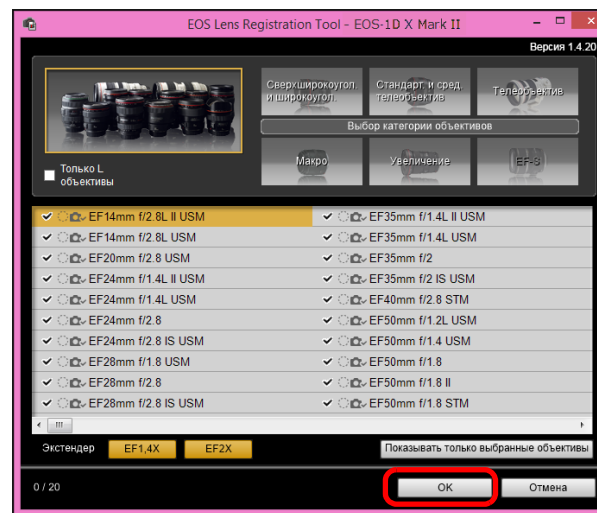 EOS Lens Registration Tool - EOS-1D X Mark II
Версия 1.4.20
Сверхширокоугол. и широкоугол.
Стандарт. и сред. телеобъектив
Телеобъектив
Выбор категории объективов
Только L объективы
Макро
Увеличение
EF-S
EF14mm f/2.8L II USM
EF14mm f/2.8L USM
EF20mm f/2.8 USM
EF24mm f/1.4L II USM
EF24mm f/1.4L USM
EF24mm f/2.8
EF24mm f/2.8 IS USM
EF28mm f/1.8 USM
EF28mm f/2.8
EF28mm f/2.8 IS USM
EF35mm f/1.4L II USM
EF35mm f/1.4L USM
EF35mm f/2
EF35mm f/2 IS USM
EF40mm f/2.8 STM
EF50mm f/1.2L USM
EF50mm f/1.4 USM
EF50mm f/1.8
EF50mm f/1.8 II
EF50mm f/1.8 STM
Экстендер
EF1,4X
EF2X
Показывать только выбранные объективы
0 / 20
OK
Отмена